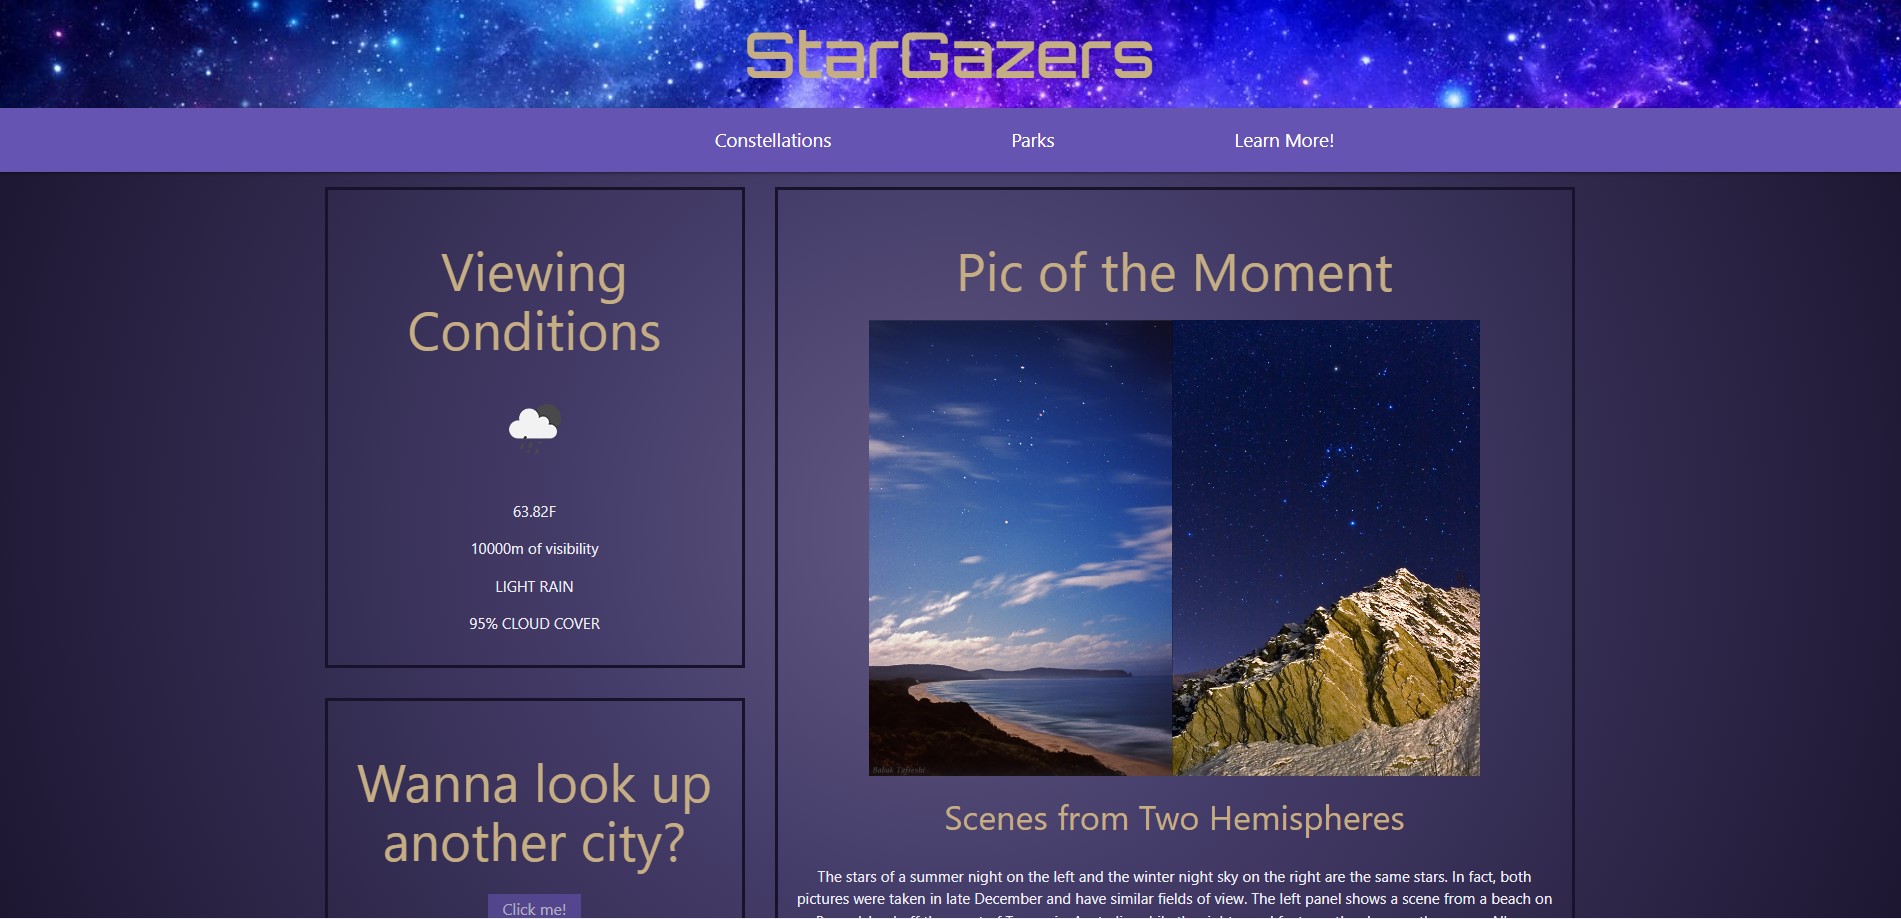 StarGazers
Constellations
Parks
Learn More!
Viewing
Conditions
63.82F
10000m of visibility
LIGHT RAIN
95% CLOUD COVER
Wanna look up
another city?
Click me!
Pic of the Moment
Babak Tafreshi
Scenes from Two Hemispheres
The stars of a summer night on the left and the winter night sky on the right are the same stars. In fact, both
pictures were taken in late December and have similar fields of view. The left panel shows a scene from a beach on